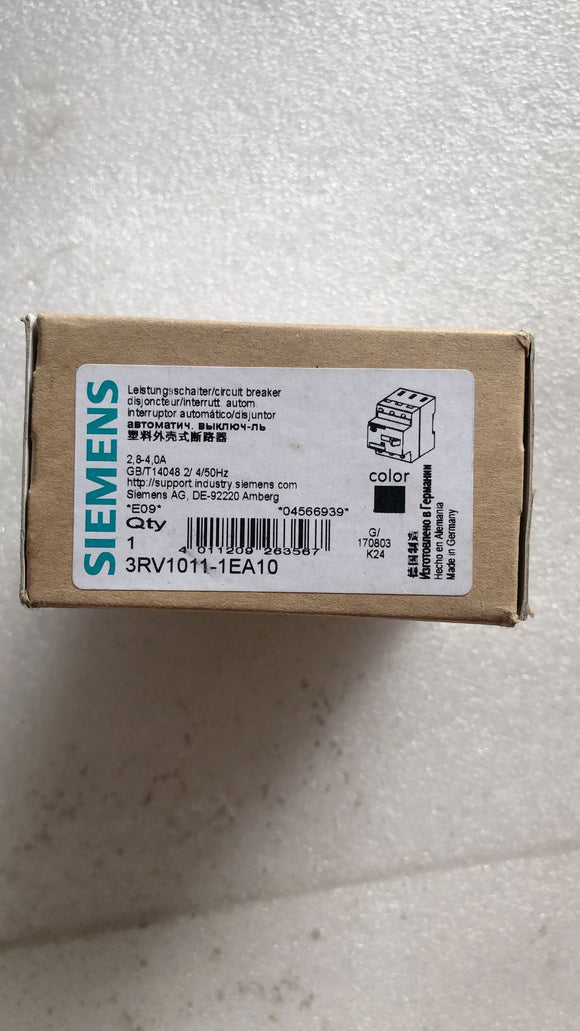 SIEMENS
Leistungsschalter/circuit breaker
disjoncteur/interrutt. autom
interruptor automático/disjuntor
автоматич. выключ-ль
塑料外壳式断路器
2,8-4,0A
GB/T14048 2/ 4/50Hz
http://support.industry.siemens com
Siemens AG, DE-92220 Amberg
*E09* *04566939*
Qty
1
4 011209 263567
3RV1011-1EA10
color
G/
170803
K24
德国制造
Изготовлено в Германии
Hecho en Alemania
Made in Germany